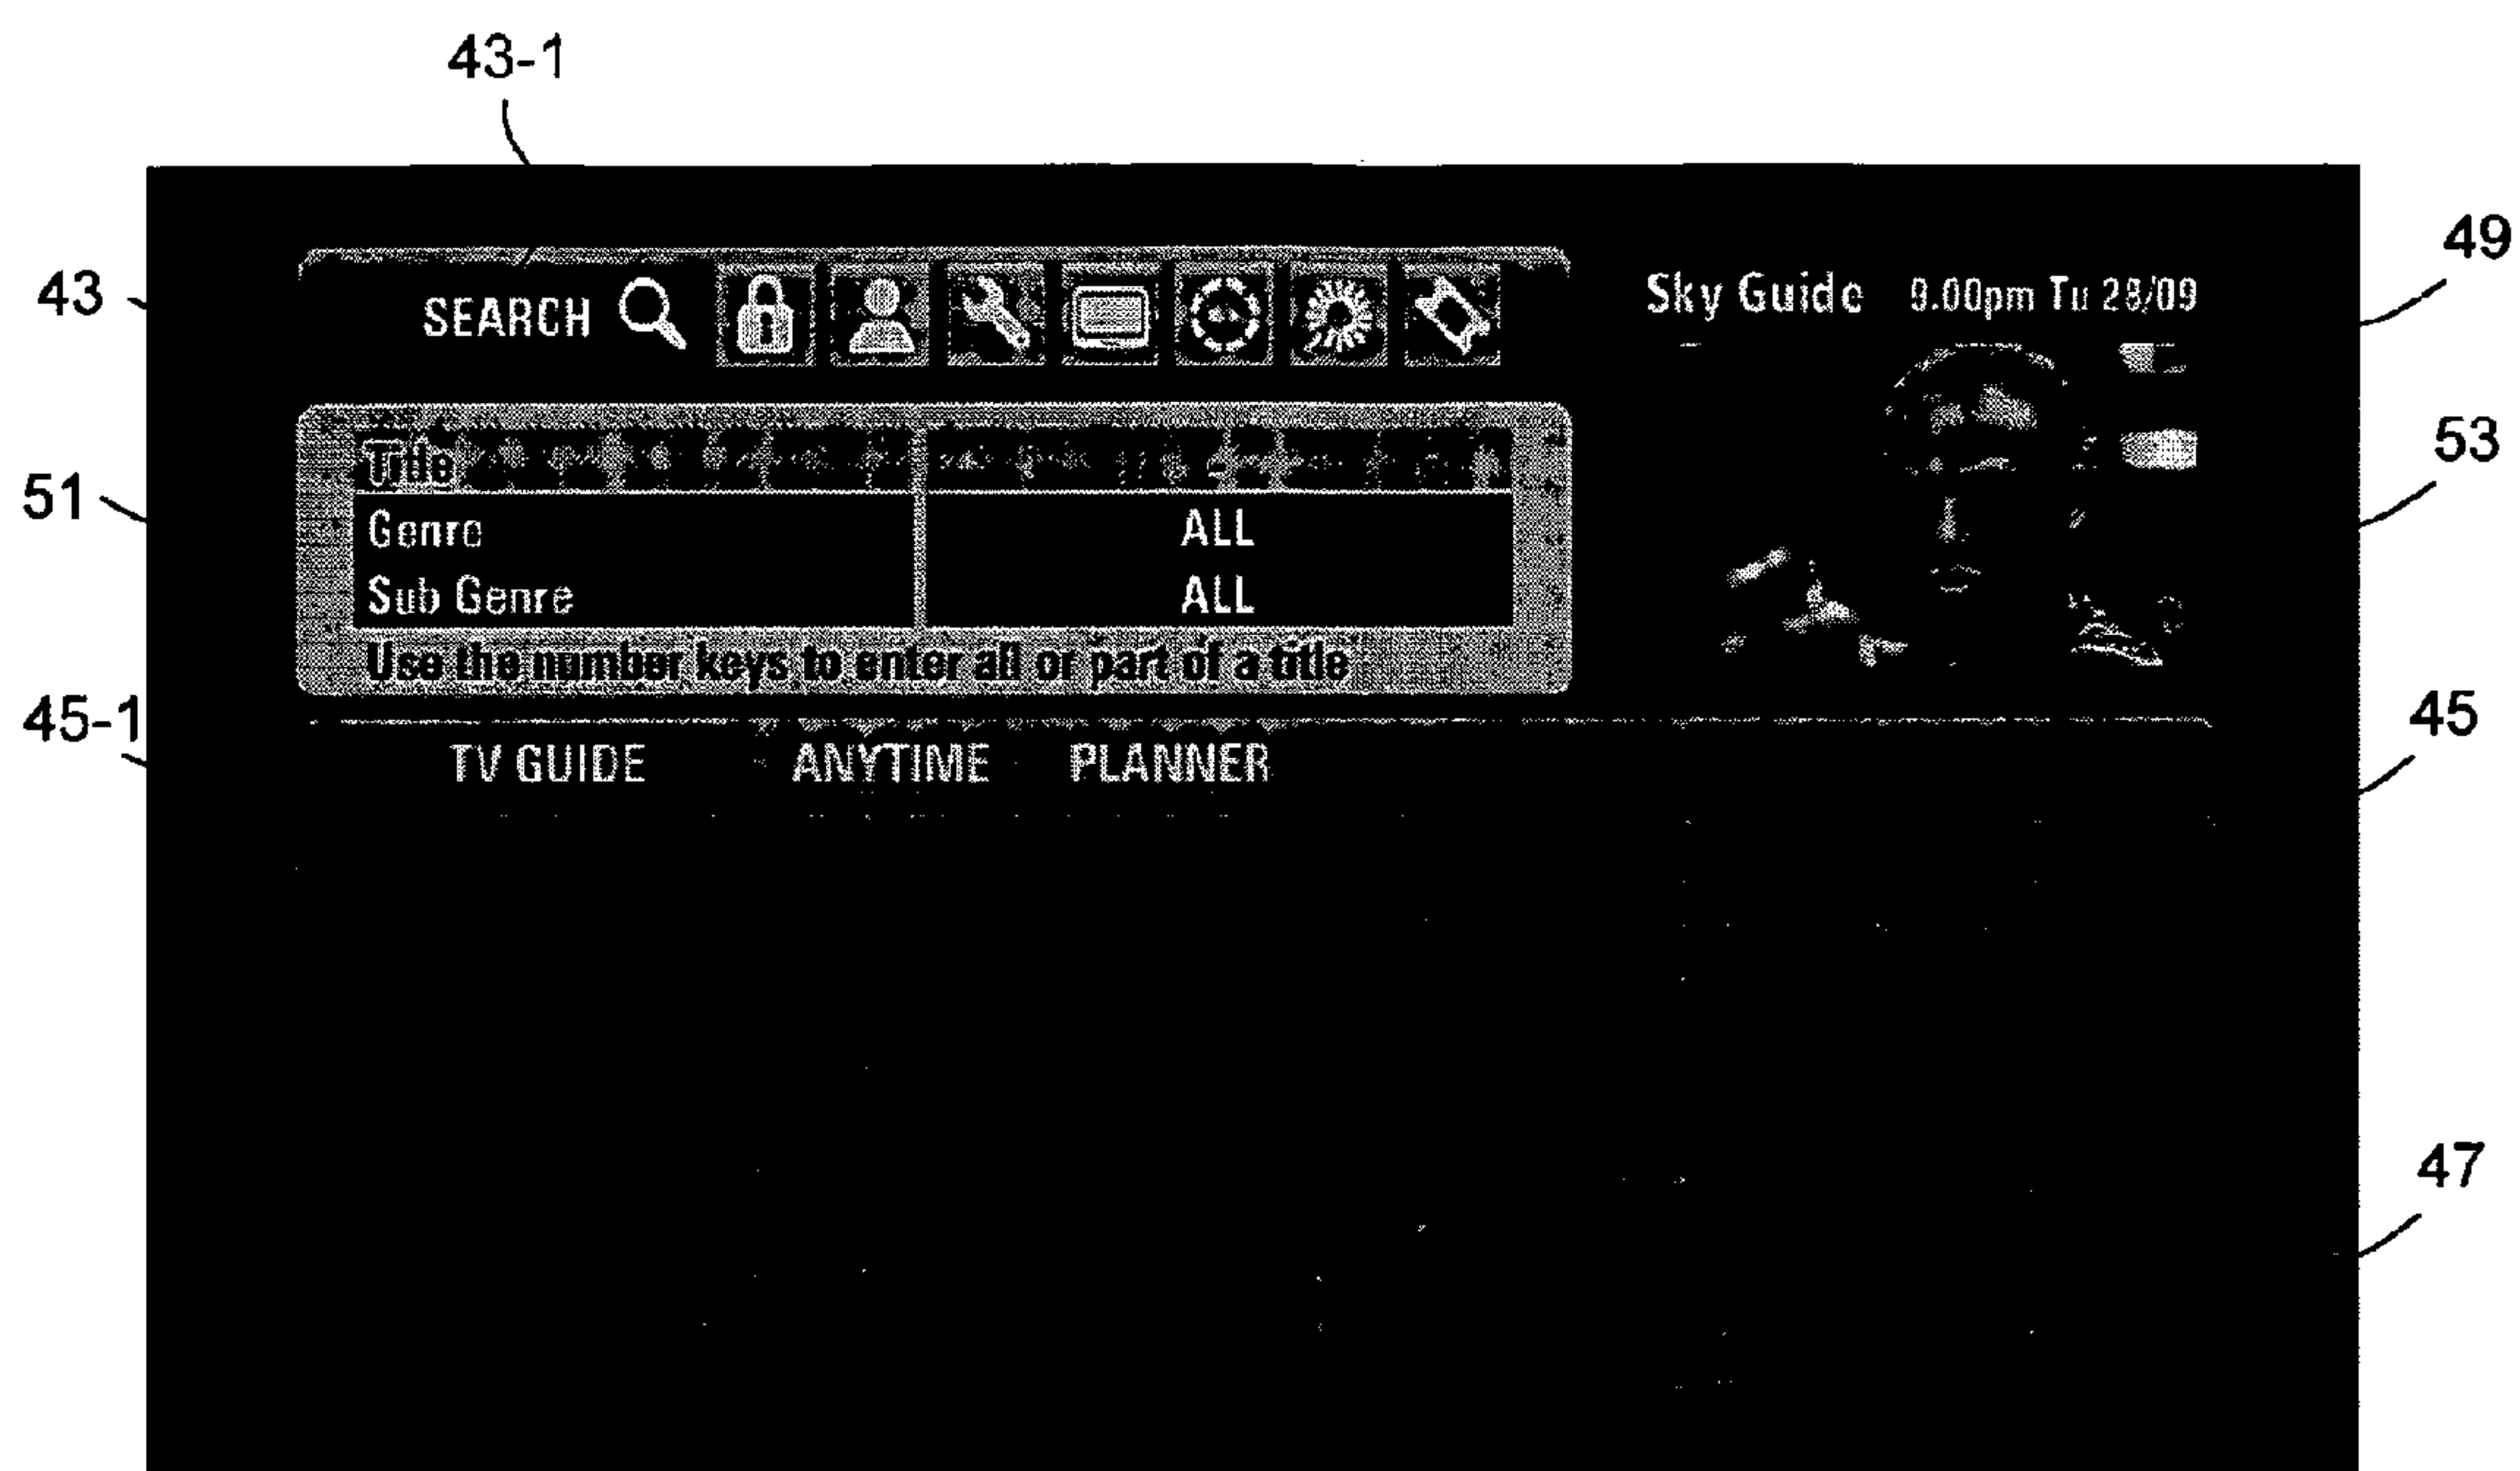 43-1
43
SEARCH
Sky Guide 9.00pm Tu 28/09
49
Title
51
Genre ALL
53
Sub Genre ALL
Use the number keys to enter all or part of a title
45-1
TV GUIDE ANYTIME PLANNER
45
47